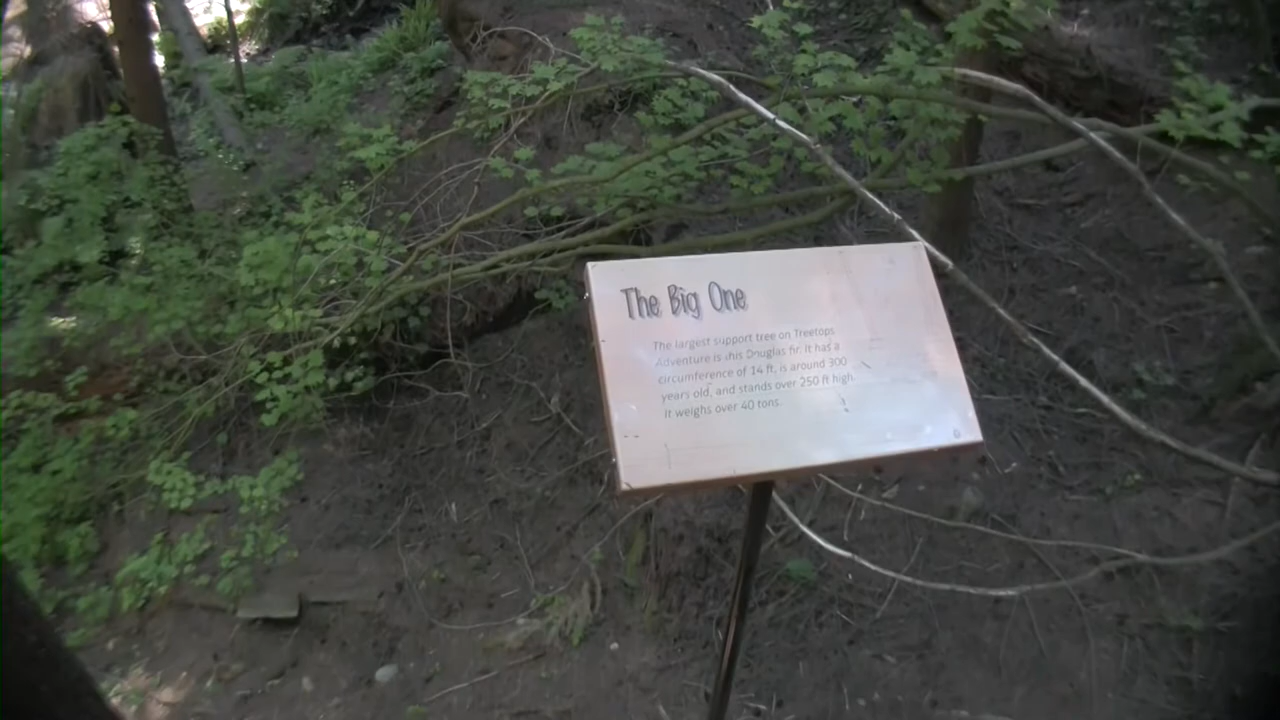 The Big One
The largest support tree on Treetops
Adventure is this Douglas fir. It has a
circumference of 14 ft, is around 300
years old, and stands over 250 ft high.
It weighs over 40 tons.